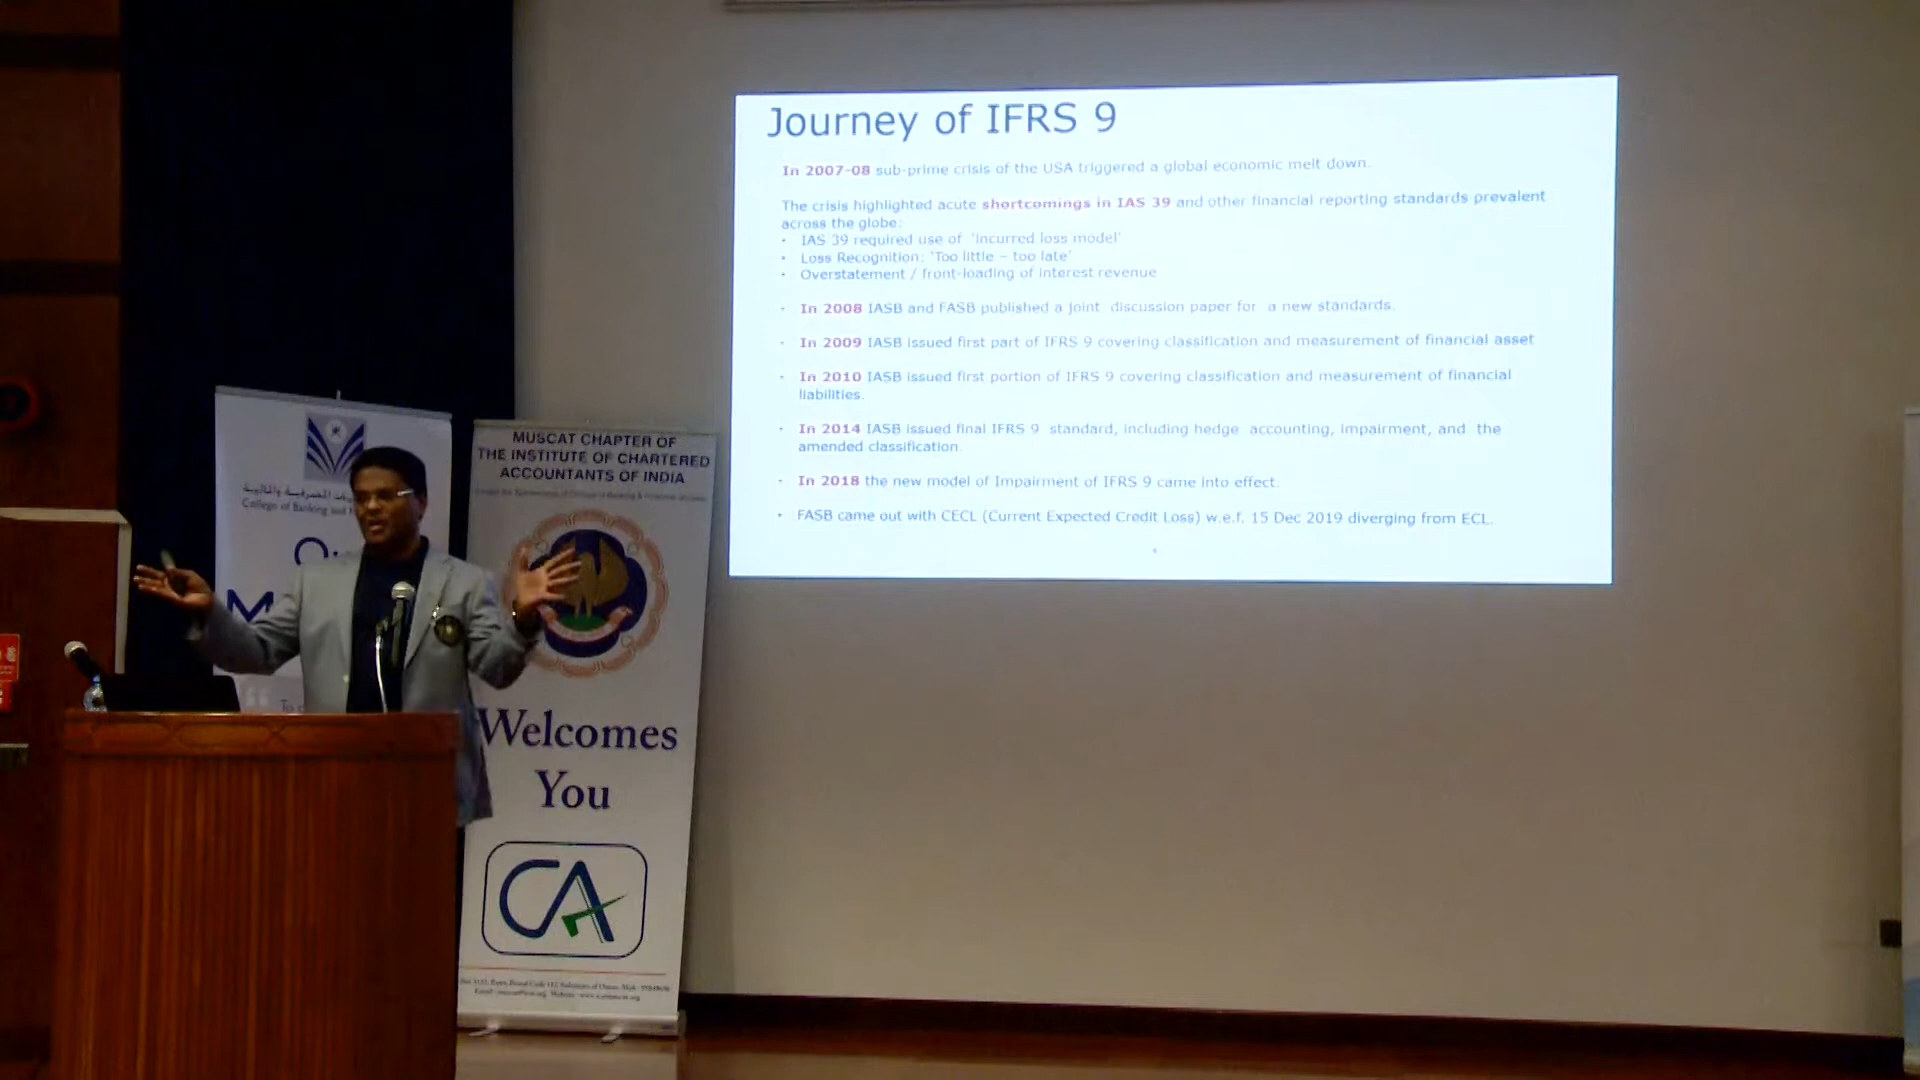 Journey of IFRS 9
In 2007-08 sub-prime crisis of the USA triggered a global economic melt down.
The crisis highlighted acute shortcomings in IAS 39 and other financial reporting standards prevalent
across the globe:
• IAS 39 required use of 'incurred loss model'
• Loss Recognition: 'Too little – too late'
• Overstatement / front-loading of interest revenue
• In 2008 IASB and FASB published a joint discussion paper for a new standards.
• In 2009 IASB issued first part of IFRS 9 covering classification and measurement of financial asset
• In 2010 IASB issued first portion of IFRS 9 covering classification and measurement of financial
liabilities.
• In 2014 IASB issued final IFRS 9 standard, including hedge accounting, impairment, and the
amended classification.
• In 2018 the new model of Impairment of IFRS 9 came into effect.
• FASB came out with CECL (Current Expected Credit Loss) w.e.f. 15 Dec 2019 diverging from ECL.
College of Banking and
MUSCAT CHAPTER OF
THE INSTITUTE OF CHARTERED
ACCOUNTANTS OF INDIA
Welcomes
You
CA